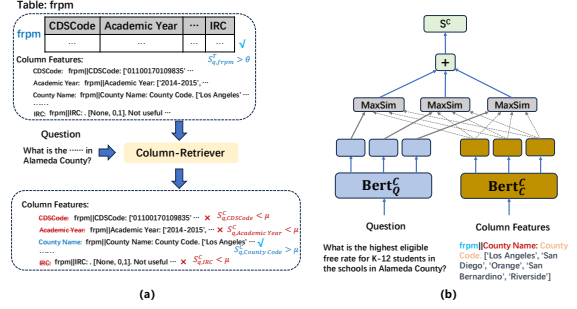 Table: frpm
frpm
CDSCode Academic Year ... IRC
... ... ... ...
√
Column Features:
S^T_{q,frpm} > θ
CDSCode: frpm||CDSCode: ['01100170109835' ...
Academic Year: frpm||Academic Year: ['2014-2015', ...
County Name: frpm||County Name: County Code. ['Los Angeles' ...
......
IRC: frpm||IRC: . [None, 0,1]. Not useful ...
Question
What is the ...... in
Alameda County?
Column-Retriever
Column Features:
CDSCode: frpm||CDSCode: ['01100170109835' ... × S^C_{q,CDSCode} < μ
Academic Year: frpm||Academic Year: ['2014-2015', ... × S^C_{q,Academic Year} < μ
County Name: frpm||County Name: County Code. ['Los Angeles' ... √
...... S^C_{q,County Code} > μ
IRC: frpm||IRC: . [None, 0,1]. Not useful ... × S^C_{q,IRC} < μ
(a)
S^C
+
MaxSim MaxSim MaxSim
Bert^C_Q Bert^C_C
Question
Column Features
What is the highest eligible
free rate for K-12 students in
the schools in Alameda County?
frpm||County Name: County
Code. ['Los Angeles', 'San
Diego', 'Orange', 'San
Bernardino', 'Riverside']
(b)